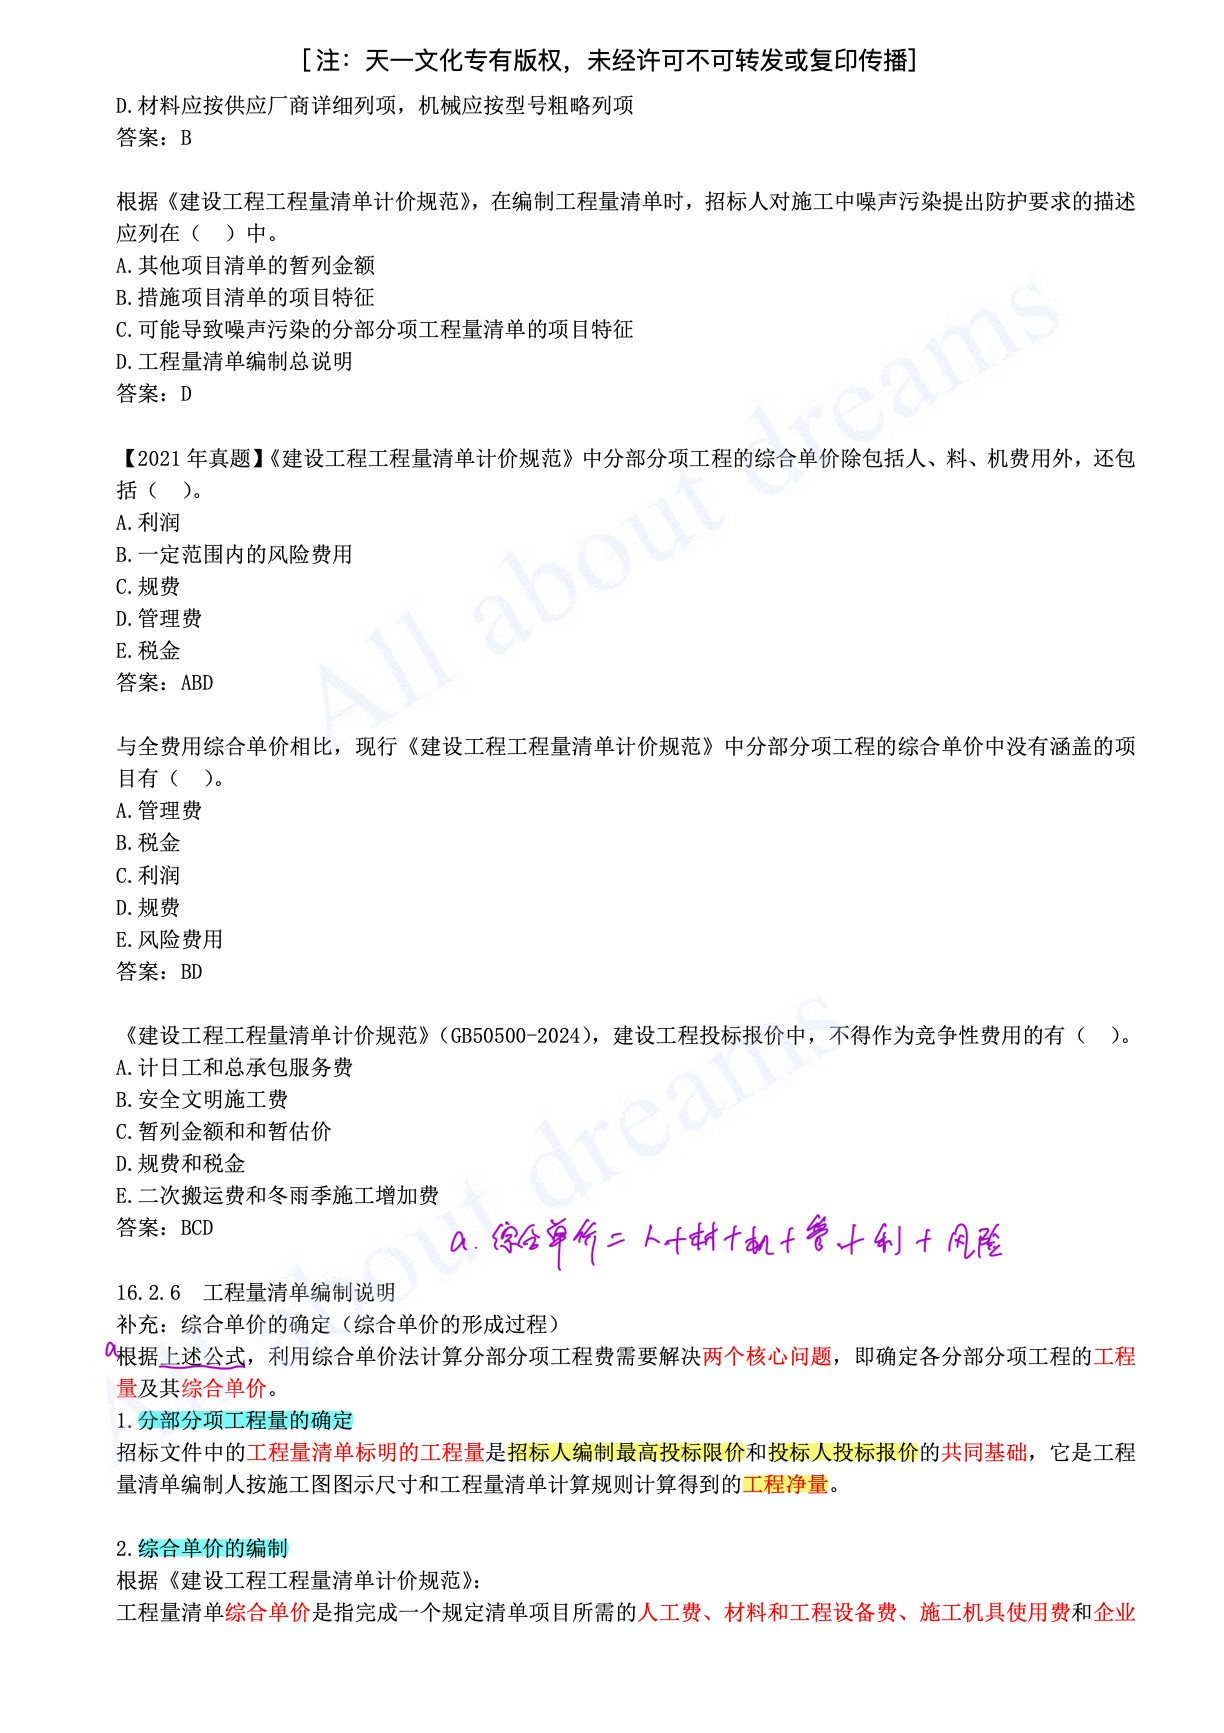 [注：天一文化专有版权，未经许可不可转发或复印传播]
D.材料应按供应厂商详细列项，机械应按型号粗略列项
答案：B
根据《建设工程工程量清单计价规范》，在编制工程量清单时，招标人对施工中噪声污染提出防护要求的描述
应列在（ ）中。
A.其他项目清单的暂列金额
B.措施项目清单的项目特征
C.可能导致噪声污染的分部分项工程量清单的项目特征
D.工程量清单编制总说明
答案：D
【2021年真题】《建设工程工程量清单计价规范》中分部分项工程的综合单价除包括人、料、机费用外，还包
括（ ）。
A.利润
B.一定范围内的风险费用
C.规费
D.管理费
E.税金
答案：ABD
与全费用综合单价相比，现行《建设工程工程量清单计价规范》中分部分项工程的综合单价中没有涵盖的项
目有（ ）。
A.管理费
B.税金
C.利润
D.规费
E.风险费用
答案：BD
《建设工程工程量清单计价规范》（GB50500-2024），建设工程投标报价中，不得作为竞争性费用的有（ ）。
A.计日工和总承包服务费
B.安全文明施工费
C.暂列金额和和暂估价
D.规费和税金
E.二次搬运费和冬雨季施工增加费
答案：BCD
a. 综合单价=人+材+机+管+利+风险
16.2.6 工程量清单编制说明
补充：综合单价的确定（综合单价的形成过程）
a根据上述公式，利用综合单价法计算分部分项工程费需要解决两个核心问题，即确定各分部分项工程的工程
量及其综合单价。
1.分部分项工程量的确定
招标文件中的工程量清单标明的工程量是招标人编制最高投标限价和投标人投标报价的共同基础，它是工程
量清单编制人按施工图图示尺寸和工程量清单计算规则计算得到的工程净量。
2.综合单价的编制
根据《建设工程工程量清单计价规范》：
工程量清单综合单价是指完成一个规定清单项目所需的人工费、材料和工程设备费、施工机具使用费和企业
All about dreams
All about dreams